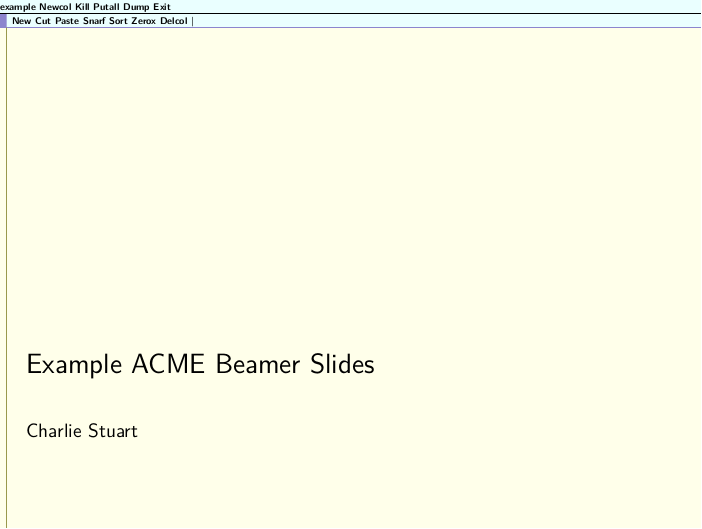 example Newcol Kill Putall Dump Exit
New Cut Paste Snarf Sort Zerox Delcol |
Example ACME Beamer Slides
Charlie Stuart